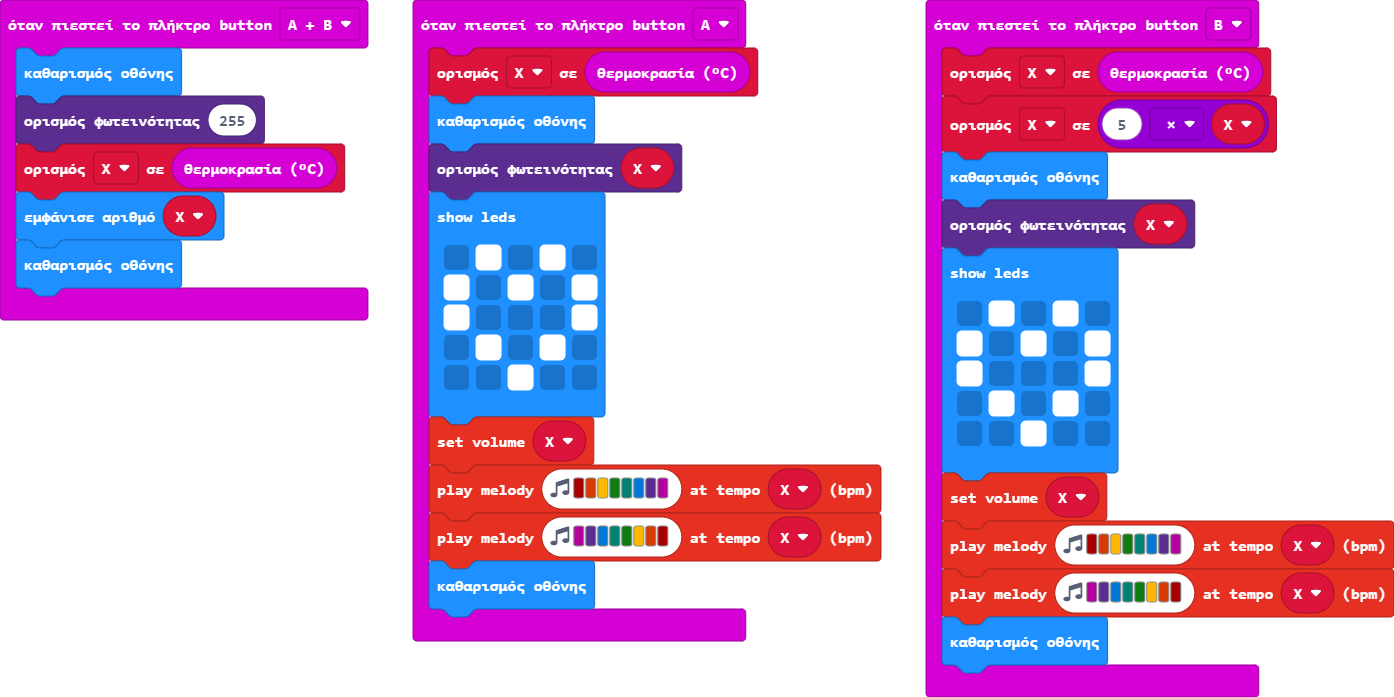 όταν πιεστεί το πλήκτρο button A + B
καθαρισμός οθόνης
ορισμός φωτεινότητας 255
ορισμός X σε θερμοκρασία (°C)
εμφάνισε αριθμό X
καθαρισμός οθόνης
όταν πιεστεί το πλήκτρο button A
ορισμός X σε θερμοκρασία (°C)
καθαρισμός οθόνης
ορισμός φωτεινότητας X
show leds
set volume X
play melody at tempo X (bpm)
play melody at tempo X (bpm)
καθαρισμός οθόνης
όταν πιεστεί το πλήκτρο button B
ορισμός X σε θερμοκρασία (°C)
ορισμός X σε 5 × X
καθαρισμός οθόνης
ορισμός φωτεινότητας X
show leds
set volume X
play melody at tempo X (bpm)
play melody at tempo X (bpm)
καθαρισμός οθόνης